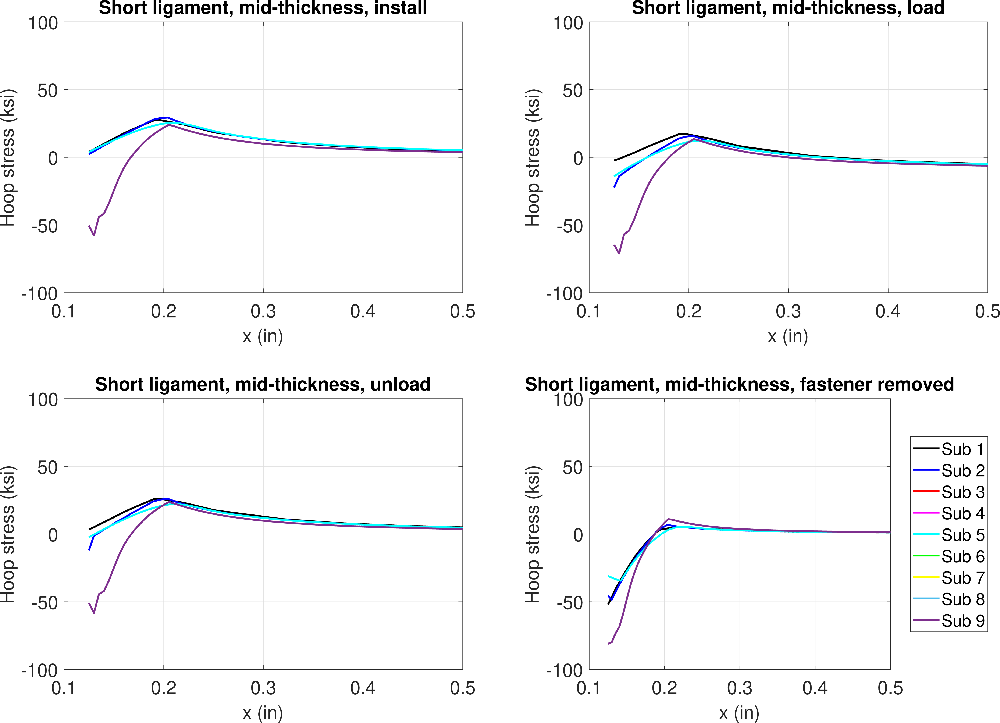 Short ligament, mid-thickness, install
100
50
0
-50
-100
Hoop stress (ksi)
0.1 0.2 0.3 0.4 0.5
x (in)
Short ligament, mid-thickness, load
100
50
0
-50
-100
Hoop stress (ksi)
0.1 0.2 0.3 0.4 0.5
x (in)
Short ligament, mid-thickness, unload
100
50
0
-50
-100
Hoop stress (ksi)
0.1 0.2 0.3 0.4 0.5
x (in)
Short ligament, mid-thickness, fastener removed
100
50
0
-50
-100
Hoop stress (ksi)
0.1 0.2 0.3 0.4 0.5
x (in)
Sub 1
Sub 2
Sub 3
Sub 4
Sub 5
Sub 6
Sub 7
Sub 8
Sub 9